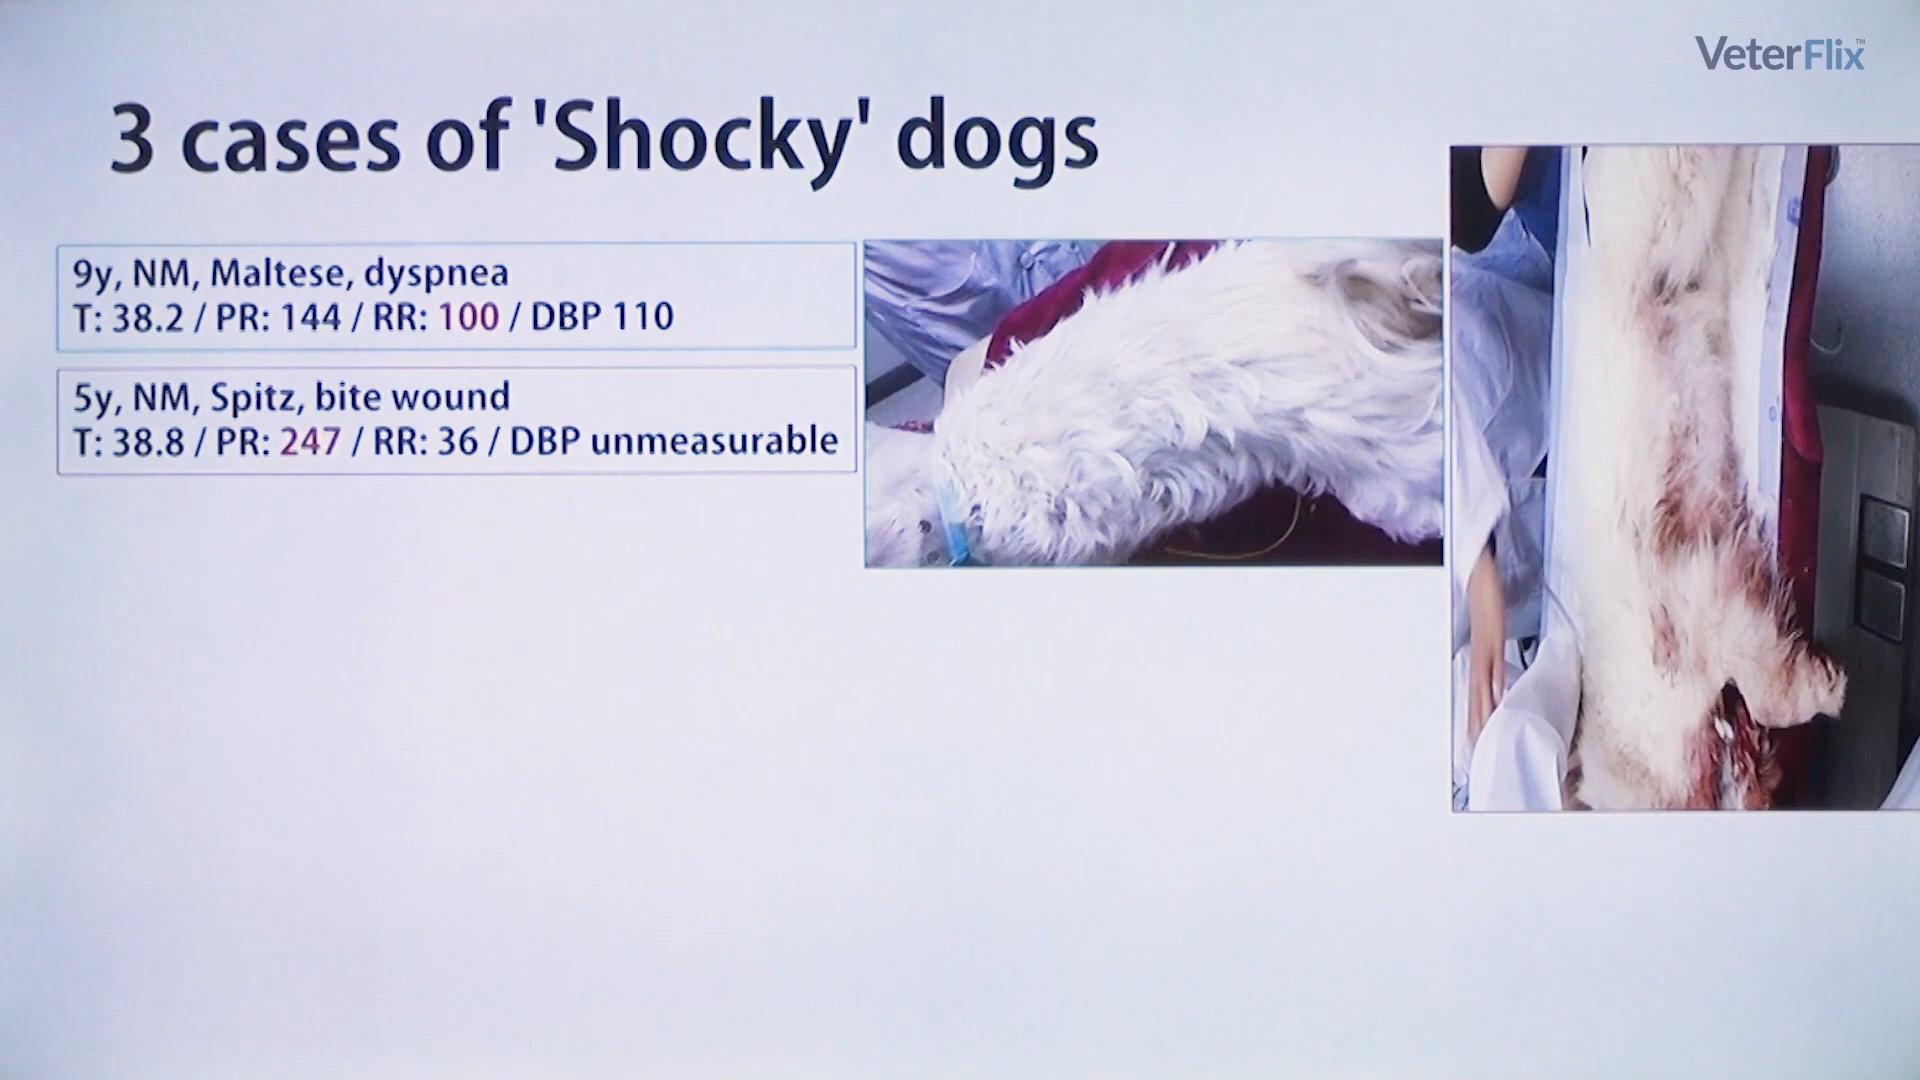 VeterFlix™
3 cases of 'Shocky' dogs
9y, NM, Maltese, dyspnea
T: 38.2 / PR: 144 / RR: 100 / DBP 110
5y, NM, Spitz, bite wound
T: 38.8 / PR: 247 / RR: 36 / DBP unmeasurable